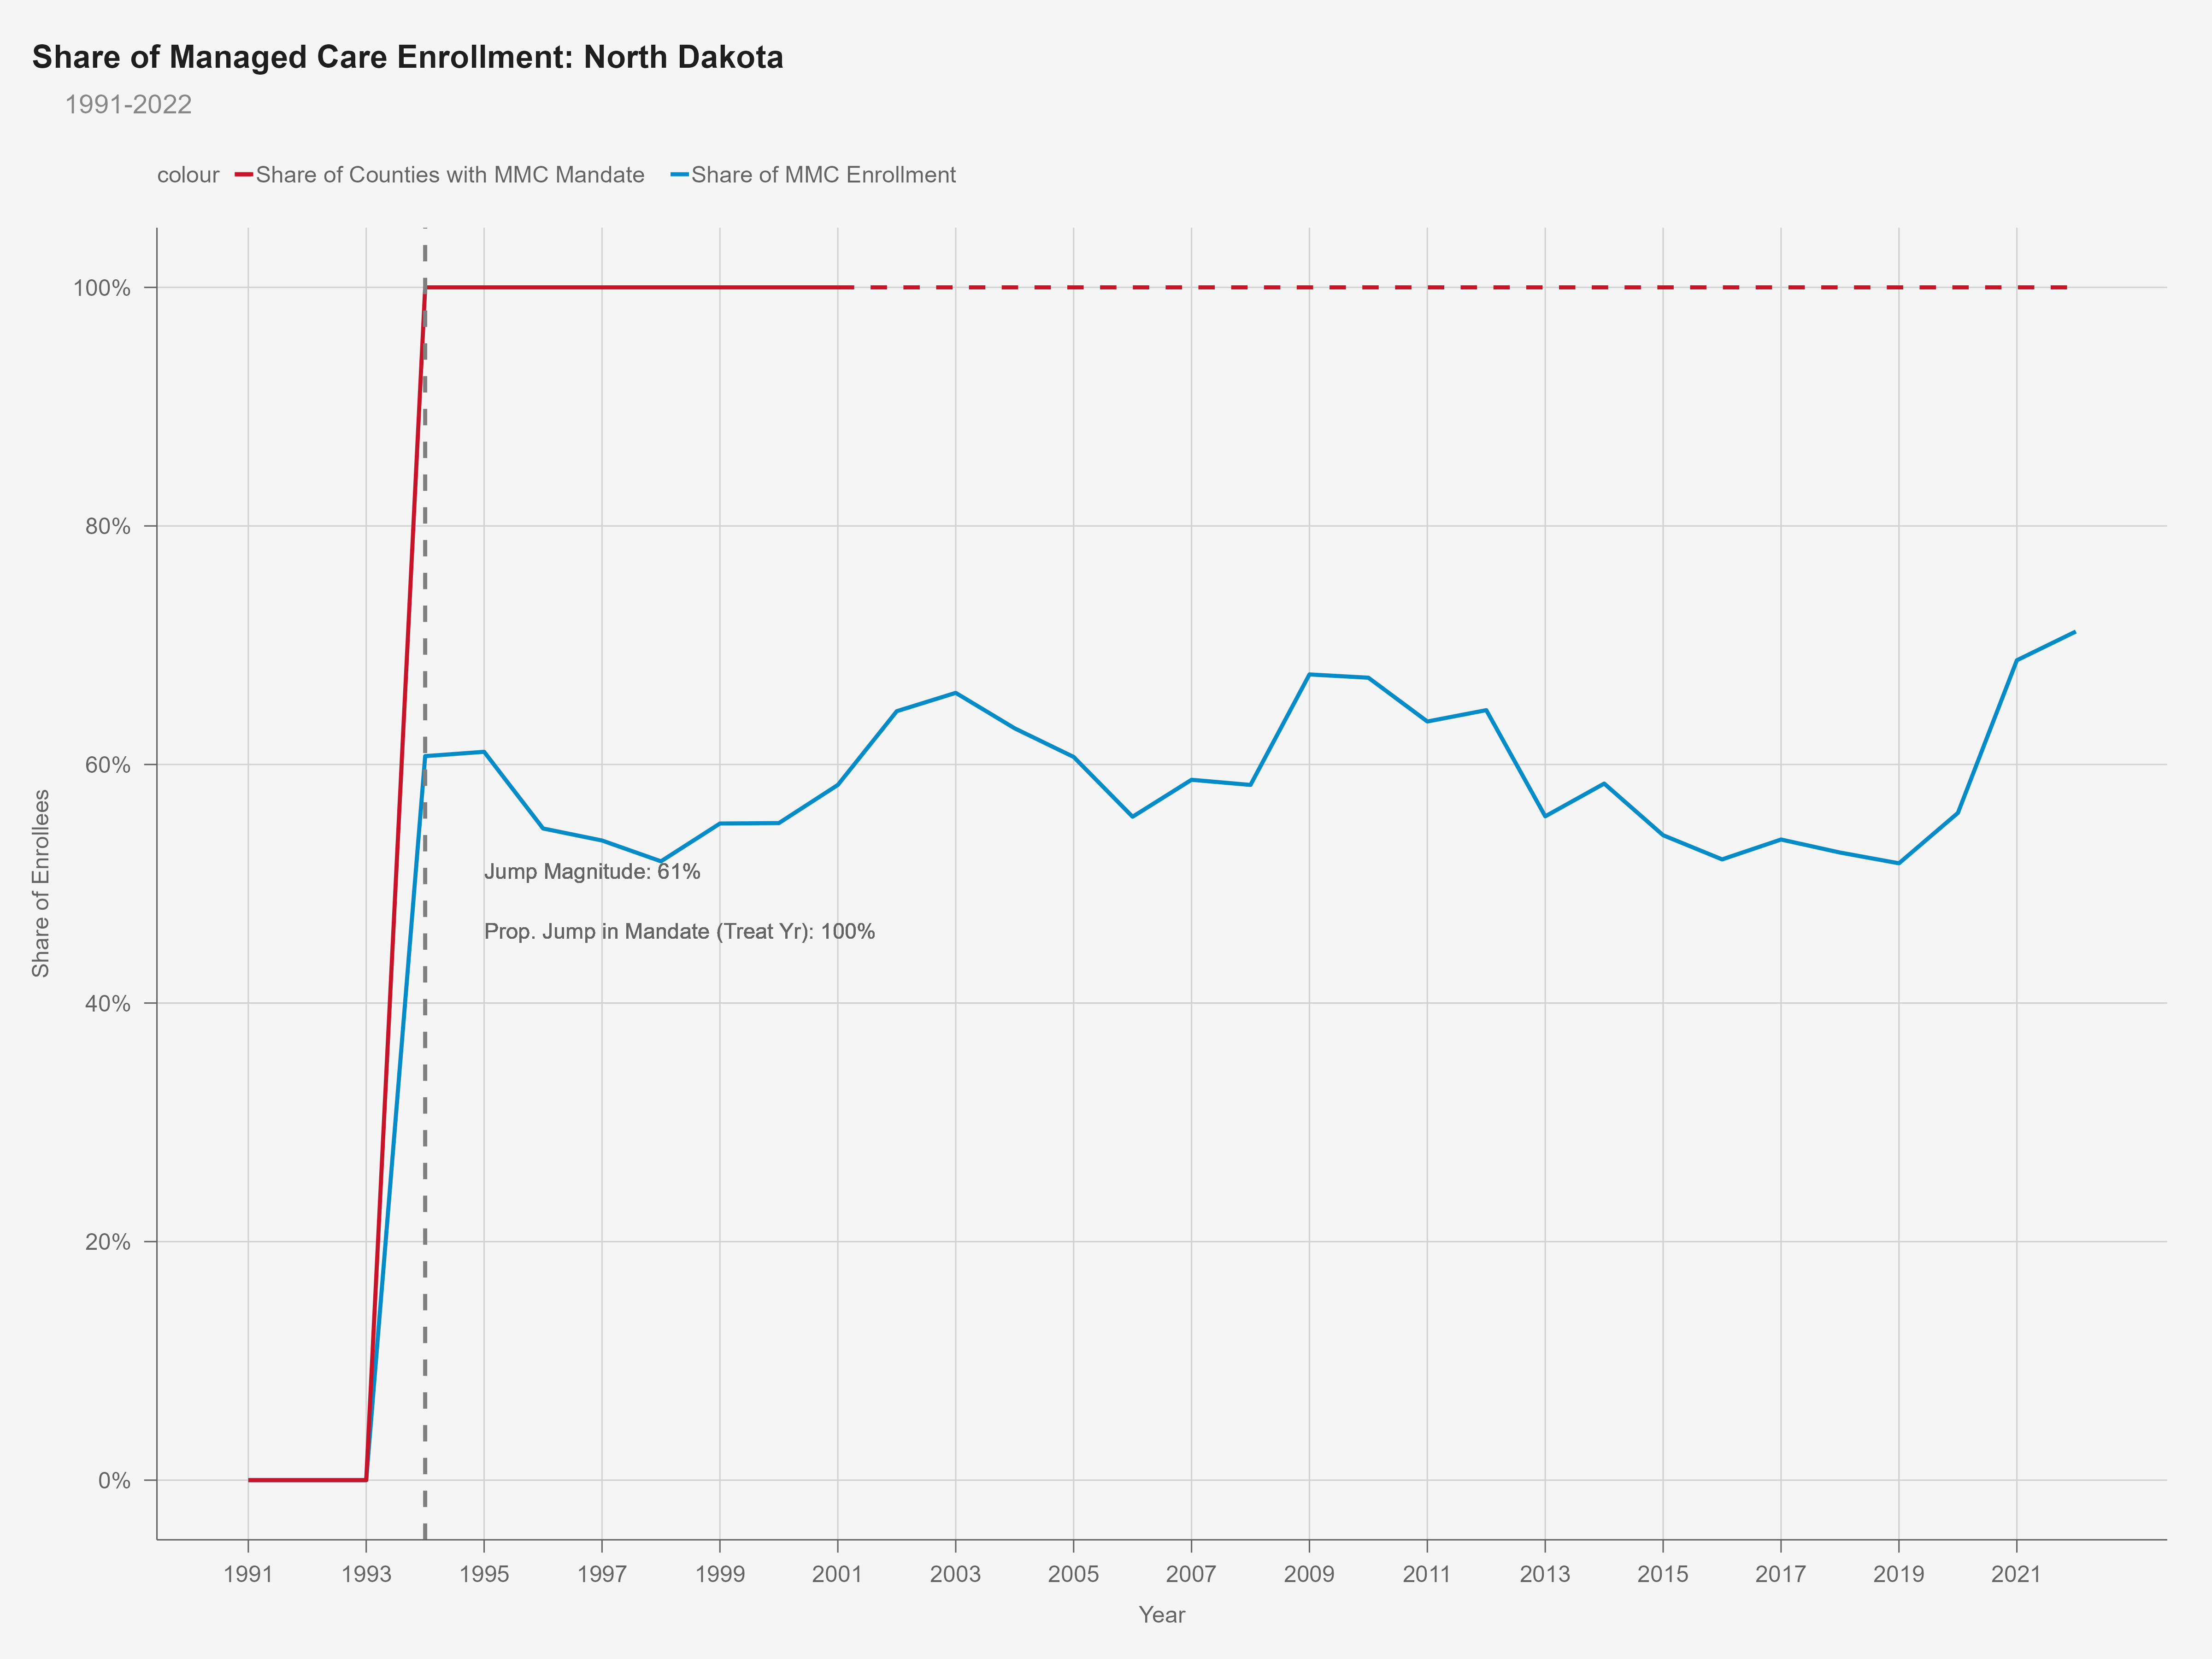 Share of Managed Care Enrollment: North Dakota
1991-2022
colour Share of Counties with MMC Mandate Share of MMC Enrollment
100%
80%
60%
40%
20%
0%
Share of Enrollees
Jump Magnitude: 61%
Prop. Jump in Mandate (Treat Yr): 100%
1991 1993 1995 1997 1999 2001 2003 2005 2007 2009 2011 2013 2015 2017 2019 2021
Year